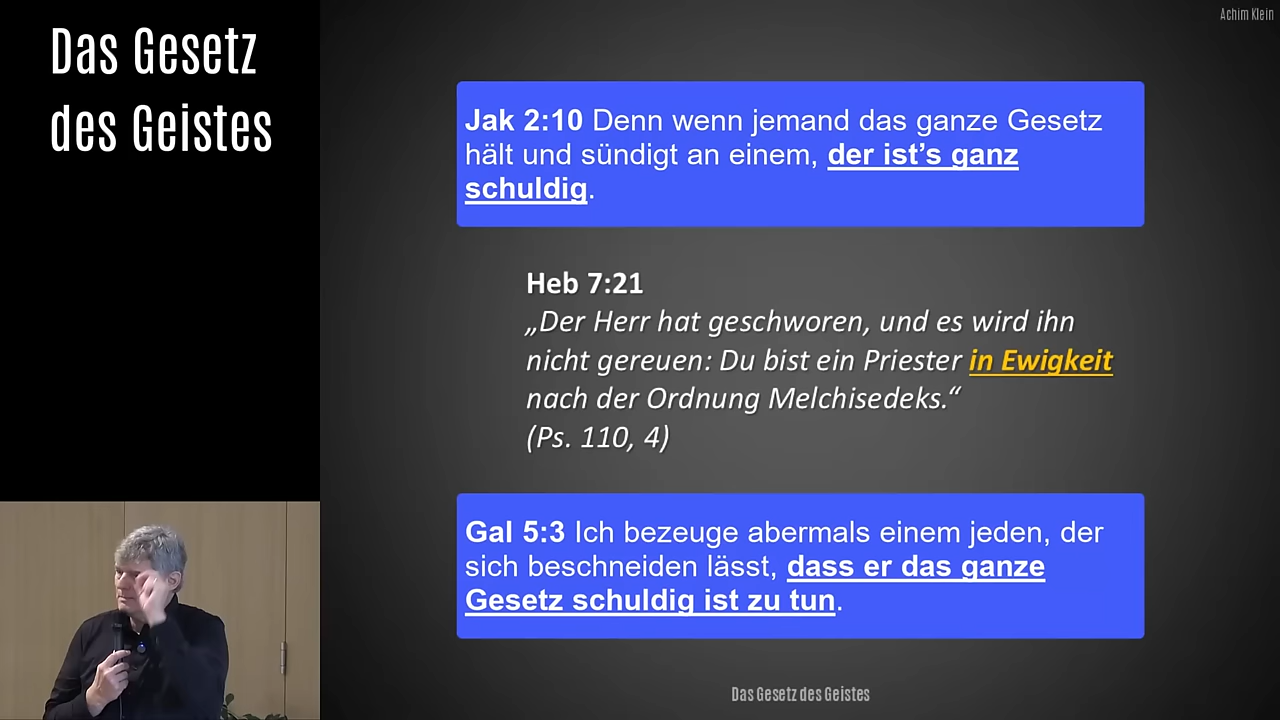 Das Gesetz
des Geistes
Achim Klein
Jak 2:10 Denn wenn jemand das ganze Gesetz
hält und sündigt an einem, der ist’s ganz
schuldig.
Heb 7:21
„Der Herr hat geschworen, und es wird ihn
nicht gereuen: Du bist ein Priester in Ewigkeit
nach der Ordnung Melchisedeks.“
(Ps. 110, 4)
Gal 5:3 Ich bezeuge abermals einem jeden, der
sich beschneiden lässt, dass er das ganze
Gesetz schuldig ist zu tun.
Das Gesetz des Geistes